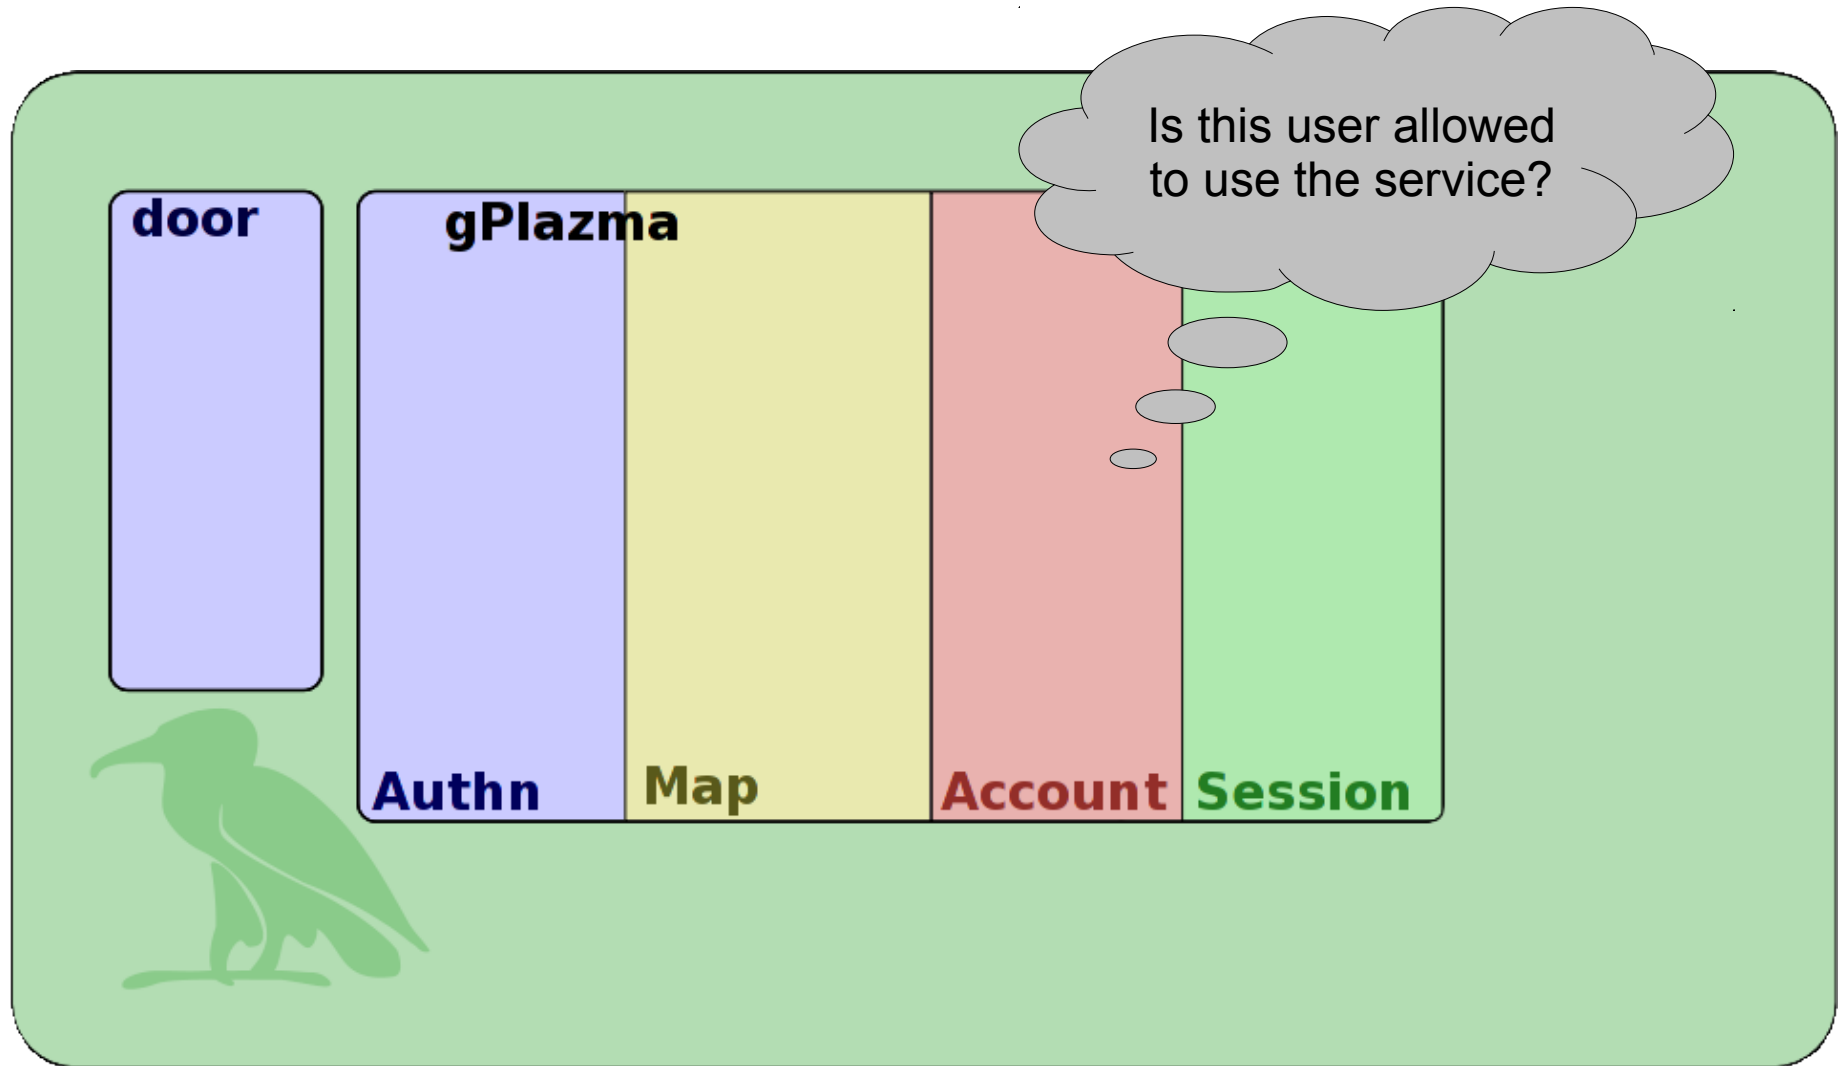 Is this user allowed
to use the service?
door
gPlazma
Authn
Map
Account
Session